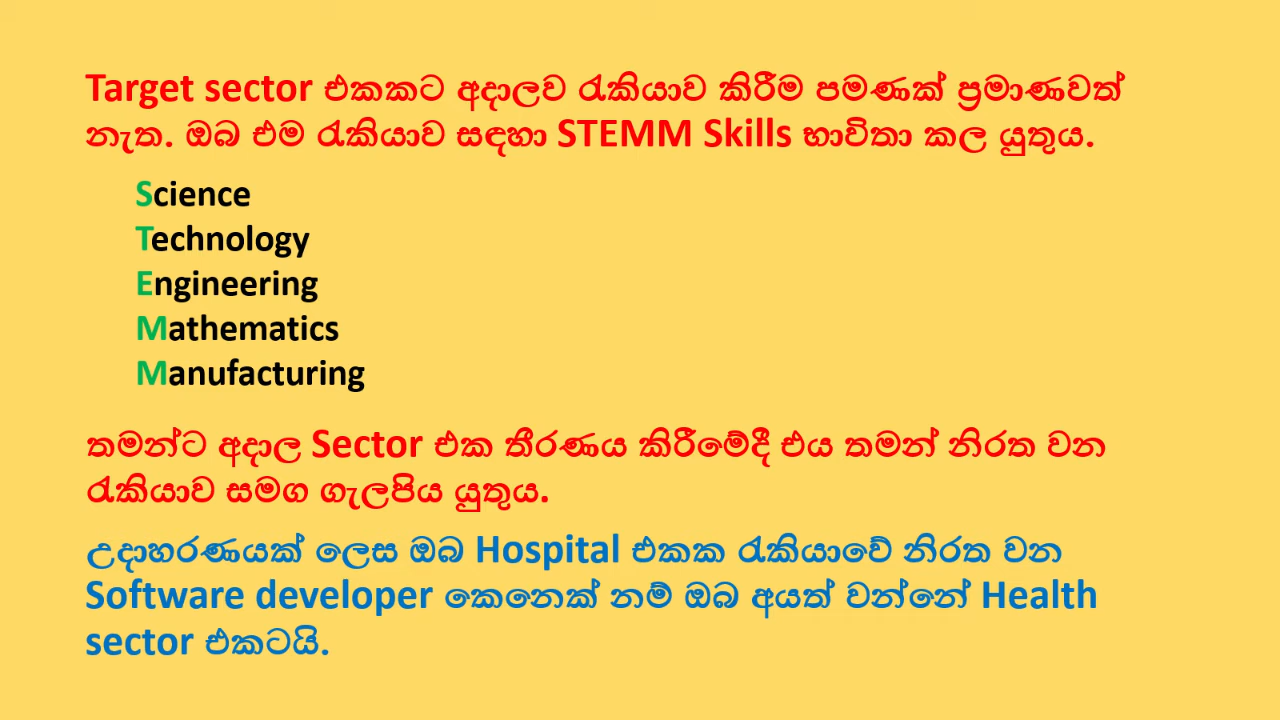 Target sector එකකට අදාලව රැකියාව කිරීම පමණක් ප්‍රමාණවත්
නැත. ඔබ එම රැකියාව සඳහා STEMM Skills භාවිතා කල යුතුය.
Science
Technology
Engineering
Mathematics
Manufacturing
තමන්ට අදාල Sector එක තීරණය කිරීමේදී එය තමන් නිරත වන
රැකියාව සමග ගැලපිය යුතුය.
උදාහරණයක් ලෙස ඔබ Hospital එකක රැකියාවේ නිරත වන
Software developer කෙනෙක් නම් ඔබ අයත් වන්නේ Health
sector එකටයි.